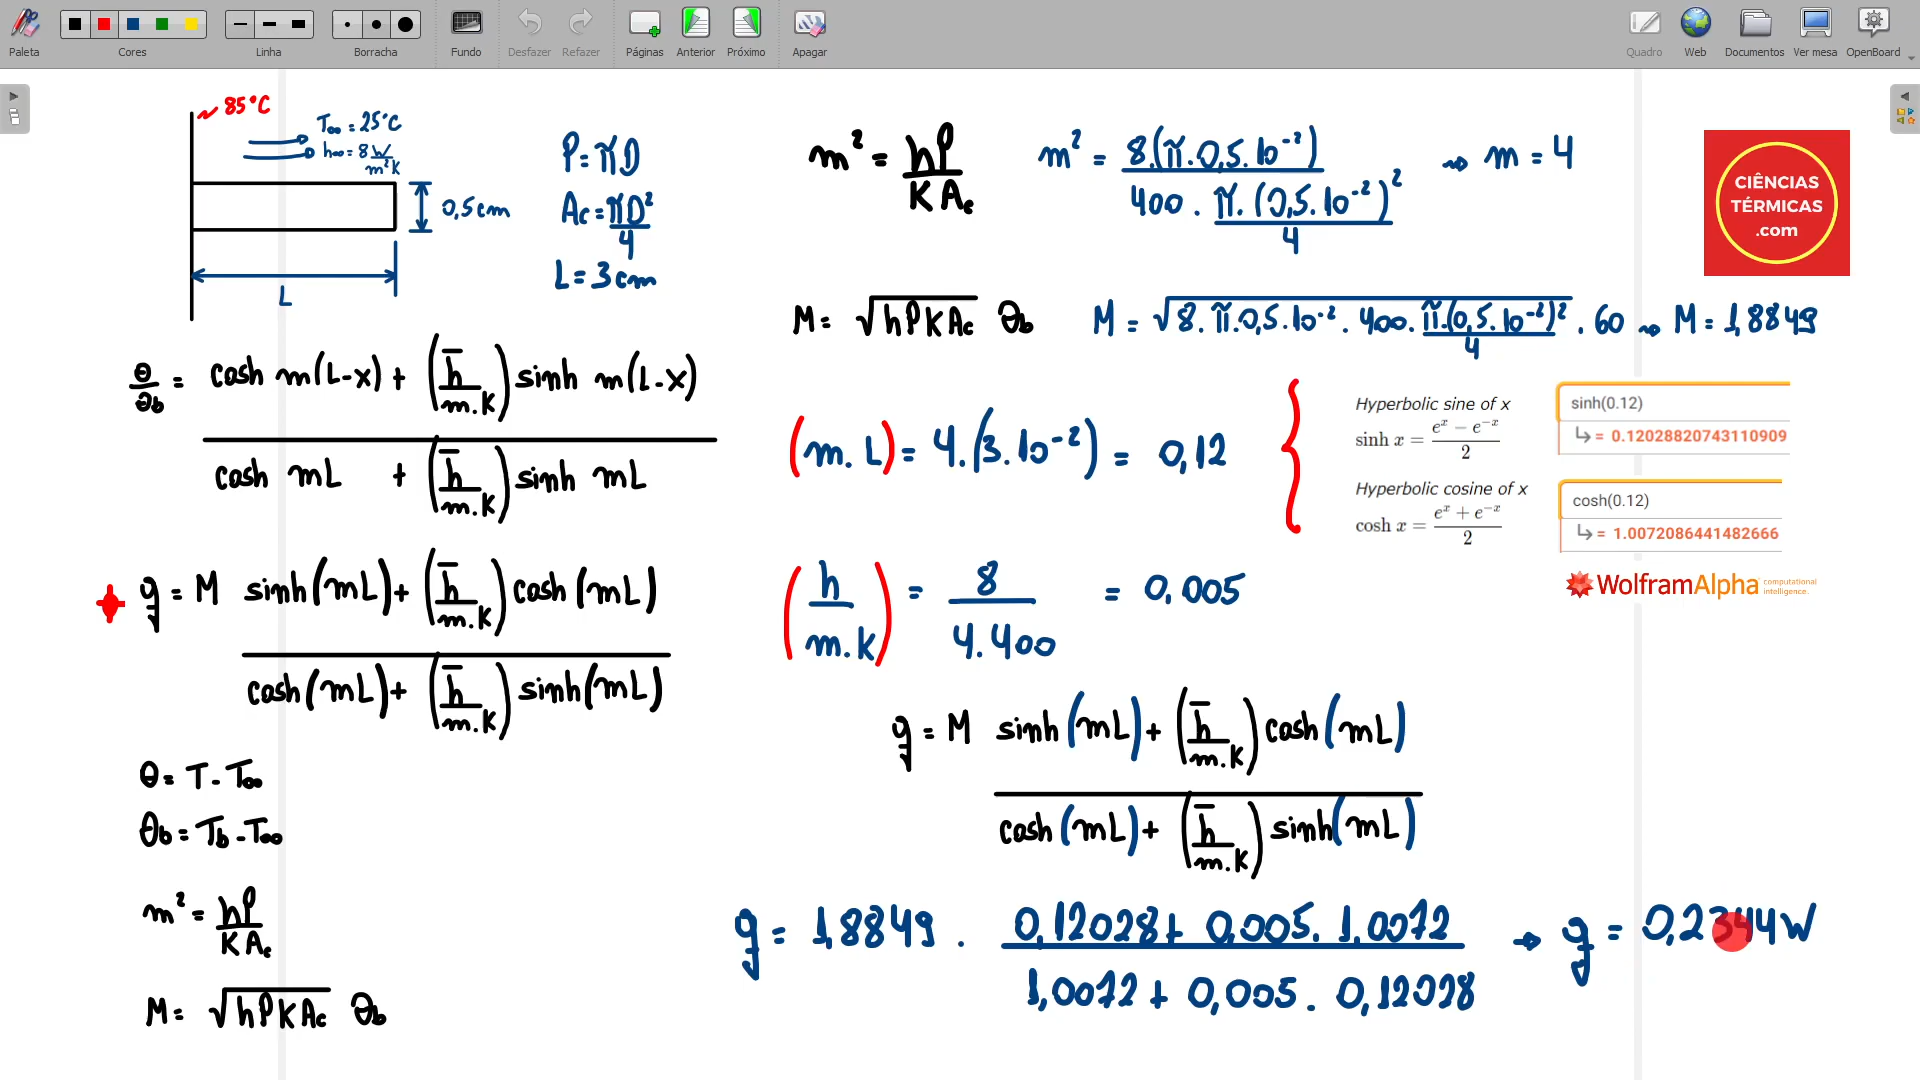 Paleta
Cores
Linha
Borracha
Fundo
Desfazer
Refazer
Páginas
Anterior
Próximo
Apagar
Quadro
Web
Documentos
Ver mesa
OpenBoard
85°C
T∞ = 25°C
h∞ = 8 W/m²K
0,5 cm
L
P = πD
Ac = πD²/4
L = 3 cm
θ/θb = (cosh m(L-x) + (h̄/m.K) sinh m(L-x)) / (cosh mL + (h̄/m.K) sinh mL)
q = M (sinh(mL) + (h̄/m.K) cosh(mL)) / (cosh(mL) + (h̄/m.K) sinh(mL))
θ = T - T∞
θb = Tb - T∞
m² = hP/KAc
M = √hPKAc θb
m² = hP/KAc
m² = 8.(π.0,5.10⁻²) / (400 . π.(0,5.10⁻²)²/4) → m = 4
M = √hPKAc θb
M = √8.π.0,5.10⁻².400.π.(0,5.10⁻²)²/4 . 60 → M = 1,8849
(m.L) = 4.(3.10⁻²) = 0,12
Hyperbolic sine of x
sinh x = (eˣ − e⁻ˣ)/2
sinh(0.12)
= 0.12028820743110909
Hyperbolic cosine of x
cosh x = (eˣ + e⁻ˣ)/2
cosh(0.12)
= 1.0072086441482666
WolframAlpha computational intelligence.
(h/m.K) = 8/4.400 = 0,005
q = M (sinh(mL) + (h̄/m.K) cosh(mL)) / (cosh(mL) + (h̄/m.K) sinh(mL))
q = 1,8849 . (0,12028 + 0,005.1,0072) / (1,0072 + 0,005.0,12028) → q = 0,2344 W
CIÊNCIAS
TÉRMICAS
.com